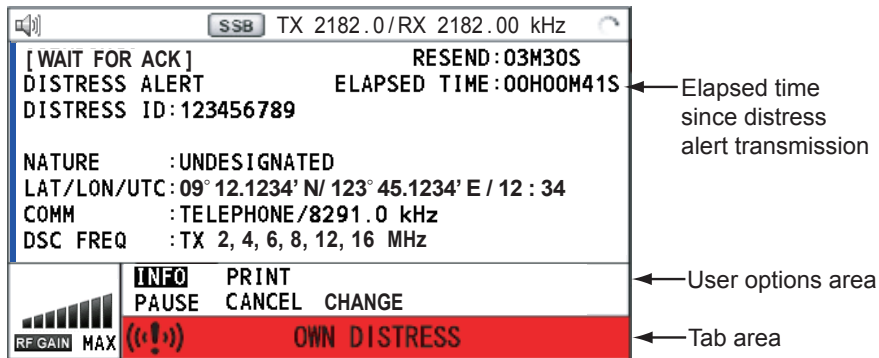 SSB TX 2182.0/RX 2182.00 kHz
[WAIT FOR ACK] RESEND:03M30S
DISTRESS ALERT ELAPSED TIME:00H00M41S
DISTRESS ID:123456789
Elapsed time
since distress
alert transmission
NATURE :UNDESIGNATED
LAT/LON/UTC:09°12.1234' N/ 123°45.1234' E / 12 : 34
COMM :TELEPHONE/8291.0 kHz
DSC FREQ :TX 2, 4, 6, 8, 12, 16 MHz
INFO PRINT
PAUSE CANCEL CHANGE
User options area
RF GAIN MAX OWN DISTRESS
Tab area